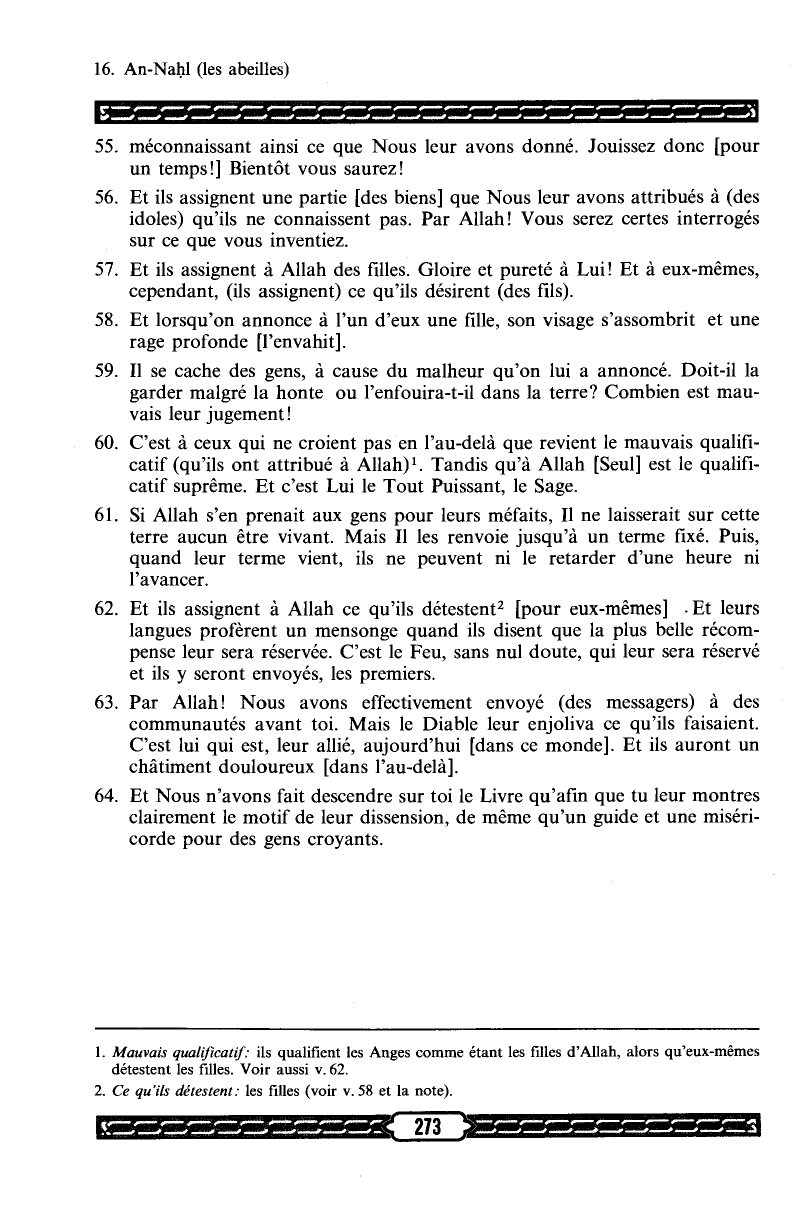 16. An-Naḥl (les abeilles)
55. méconnaissant ainsi ce que Nous leur avons donné. Jouissez donc [pour
un temps!] Bientôt vous saurez!
56. Et ils assignent une partie [des biens] que Nous leur avons attribués à (des
idoles) qu'ils ne connaissent pas. Par Allah! Vous serez certes interrogés
sur ce que vous inventiez.
57. Et ils assignent à Allah des filles. Gloire et pureté à Lui! Et à eux-mêmes,
cependant, (ils assignent) ce qu'ils désirent (des fils).
58. Et lorsqu'on annonce à l'un d'eux une fille, son visage s'assombrit et une
rage profonde [l'envahit].
59. Il se cache des gens, à cause du malheur qu'on lui a annoncé. Doit-il la
garder malgré la honte ou l'enfouira-t-il dans la terre? Combien est mau-
vais leur jugement!
60. C'est à ceux qui ne croient pas en l'au-delà que revient le mauvais qualifi-
catif (qu'ils ont attribué à Allah)¹. Tandis qu'à Allah [Seul] est le qualifi-
catif suprême. Et c'est Lui le Tout Puissant, le Sage.
61. Si Allah s'en prenait aux gens pour leurs méfaits, Il ne laisserait sur cette
terre aucun être vivant. Mais Il les renvoie jusqu'à un terme fixé. Puis,
quand leur terme vient, ils ne peuvent ni le retarder d'une heure ni
l'avancer.
62. Et ils assignent à Allah ce qu'ils détestent² [pour eux-mêmes] . Et leurs
langues profèrent un mensonge quand ils disent que la plus belle récom-
pense leur sera réservée. C'est le Feu, sans nul doute, qui leur sera réservé
et ils y seront envoyés, les premiers.
63. Par Allah! Nous avons effectivement envoyé (des messagers) à des
communautés avant toi. Mais le Diable leur enjoliva ce qu'ils faisaient.
C'est lui qui est, leur allié, aujourd'hui [dans ce monde]. Et ils auront un
châtiment douloureux [dans l'au-delà].
64. Et Nous n'avons fait descendre sur toi le Livre qu'afin que tu leur montres
clairement le motif de leur dissension, de même qu'un guide et une miséri-
corde pour des gens croyants.
1. Mauvais qualificatif: ils qualifient les Anges comme étant les filles d'Allah, alors qu'eux-mêmes
détestent les filles. Voir aussi v. 62.
2. Ce qu'ils détestent: les filles (voir v. 58 et la note).
273